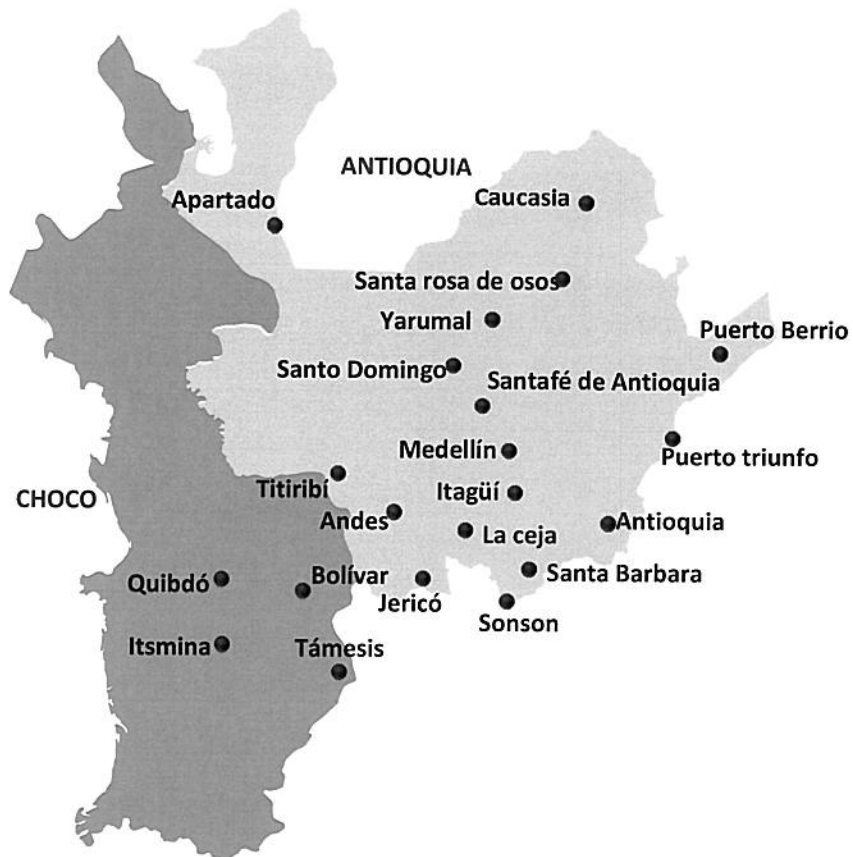 ANTIOQUIA
Apartado
Caucasia
Santa rosa de osos
Yarumal
Puerto Berrio
Santo Domingo
Santafé de Antioquia
Medellín
Puerto triunfo
Titiribí
Itagüí
CHOCO
Andes
La ceja
Antioquia
Quibdó
Bolívar
Jericó
Santa Barbara
Sonson
Itsmina
Támesis